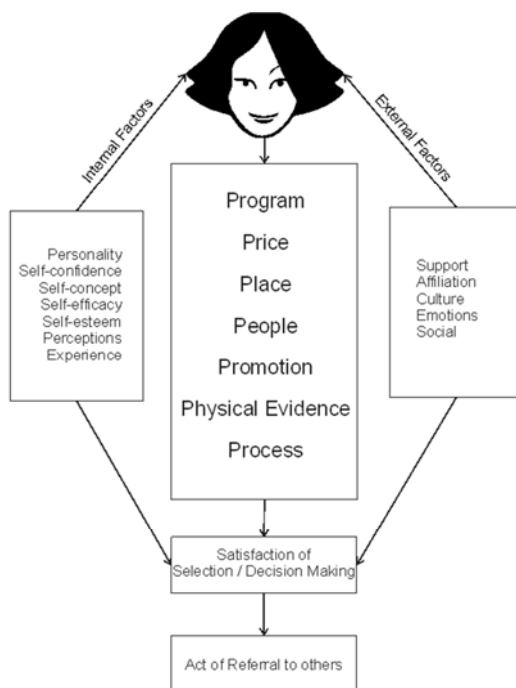 Internal Factors
External Factors
Program
Price
Place
People
Promotion
Physical Evidence
Process
Personality
Self-confidence
Self-concept
Self-efficacy
Self-esteem
Perceptions
Experience
Support
Affiliation
Culture
Emotions
Social
Satisfaction of
Selection / Decision Making
Act of Referral to others